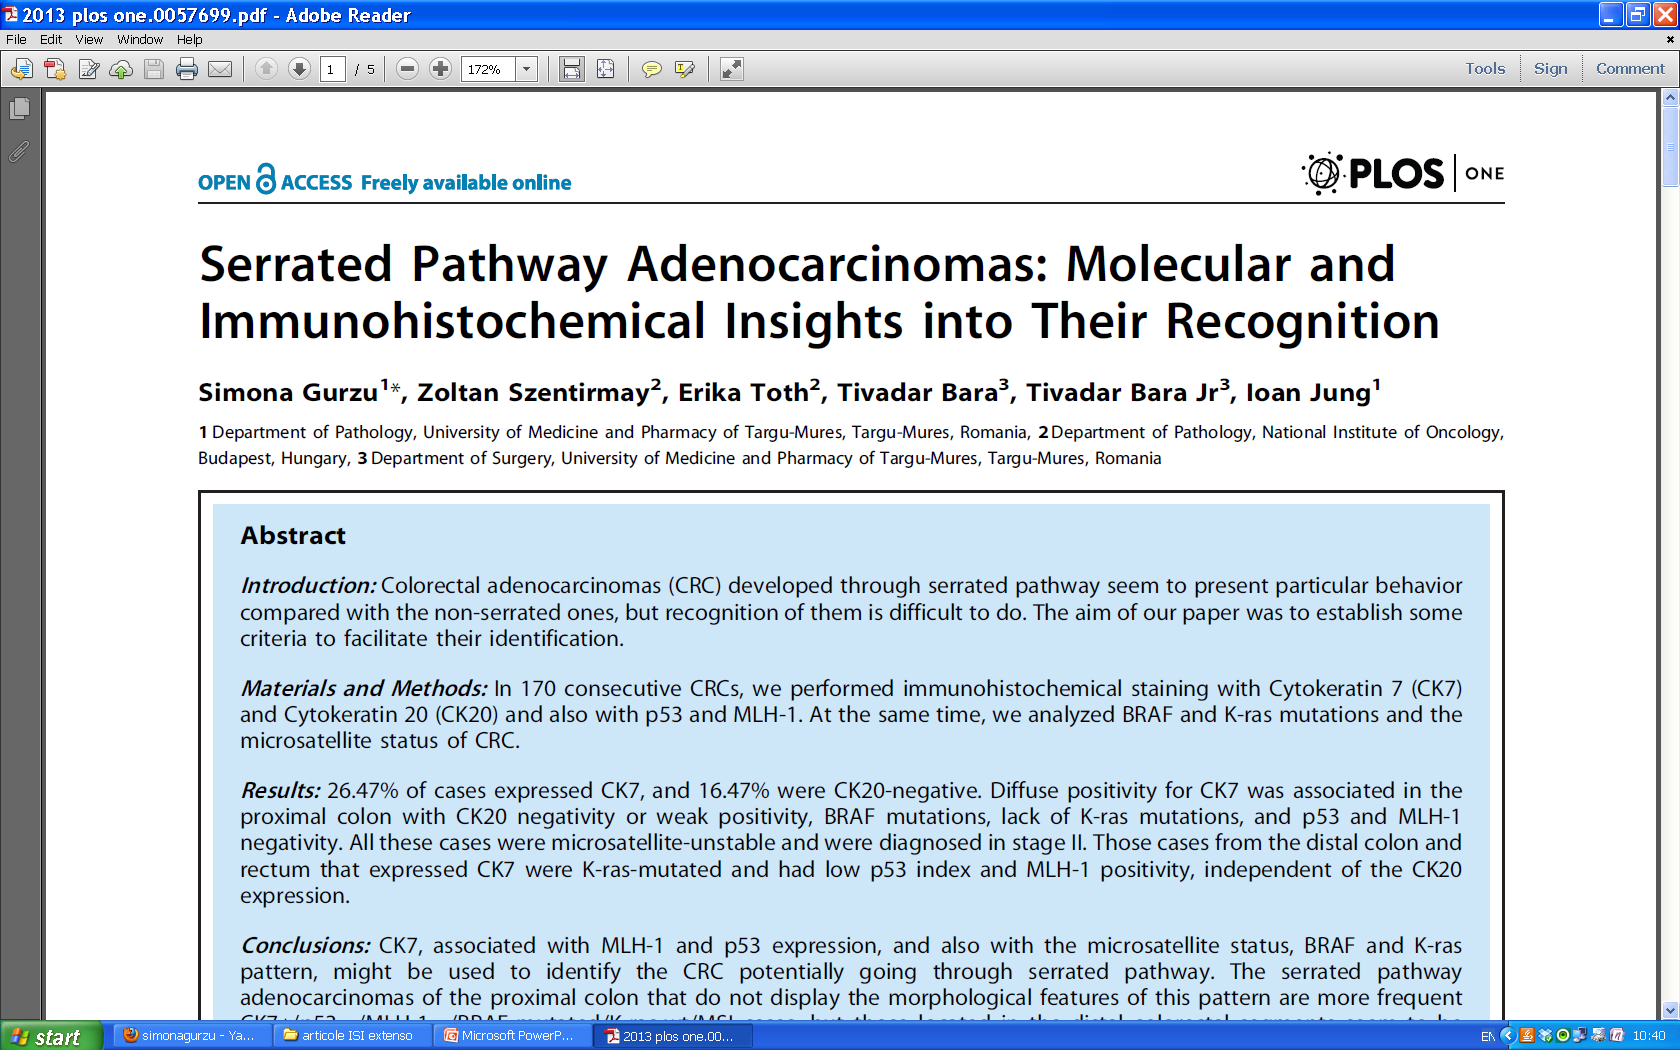 2013 plos one.0057699.pdf - Adobe Reader
File Edit View Window Help
1 / 5 172% Tools Sign Comment
OPEN ACCESS Freely available online
PLOS ONE
Serrated Pathway Adenocarcinomas: Molecular and
Immunohistochemical Insights into Their Recognition
Simona Gurzu1*, Zoltan Szentirmay2, Erika Toth2, Tivadar Bara3, Tivadar Bara Jr3, Ioan Jung1
1 Department of Pathology, University of Medicine and Pharmacy of Targu-Mures, Targu-Mures, Romania, 2 Department of Pathology, National Institute of Oncology,
Budapest, Hungary, 3 Department of Surgery, University of Medicine and Pharmacy of Targu-Mures, Targu-Mures, Romania
Abstract
Introduction: Colorectal adenocarcinomas (CRC) developed through serrated pathway seem to present particular behavior
compared with the non-serrated ones, but recognition of them is difficult to do. The aim of our paper was to establish some
criteria to facilitate their identification.
Materials and Methods: In 170 consecutive CRCs, we performed immunohistochemical staining with Cytokeratin 7 (CK7)
and Cytokeratin 20 (CK20) and also with p53 and MLH-1. At the same time, we analyzed BRAF and K-ras mutations and the
microsatellite status of CRC.
Results: 26.47% of cases expressed CK7, and 16.47% were CK20-negative. Diffuse positivity for CK7 was associated in the
proximal colon with CK20 negativity or weak positivity, BRAF mutations, lack of K-ras mutations, and p53 and MLH-1
negativity. All these cases were microsatellite-unstable and were diagnosed in stage II. Those cases from the distal colon and
rectum that expressed CK7 were K-ras-mutated and had low p53 index and MLH-1 positivity, independent of the CK20
expression.
Conclusions: CK7, associated with MLH-1 and p53 expression, and also with the microsatellite status, BRAF and K-ras
pattern, might be used to identify the CRC potentially going through serrated pathway. The serrated pathway
adenocarcinomas of the proximal colon that do not display the morphological features of this pattern are more frequent
start simonagurzu - Ya... articole ISI extenso Microsoft PowerP... 2013 plos one.00... EN 10:40